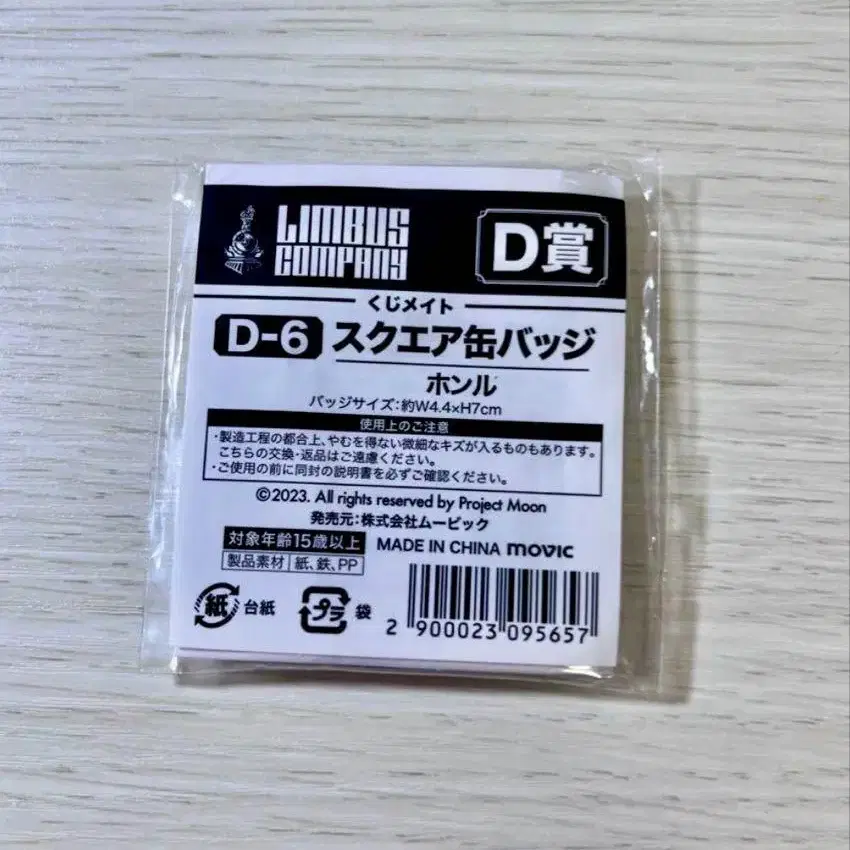 LIMBUS
COMPANY
D賞
くじメイト
D-6 スクエア缶バッジ
ホンル
バッジサイズ:約W4.4×H7cm
使用上のご注意
・製造工程の都合上、やむを得ない微細なキズが入るものもあります。
こちらの交換・返品はご遠慮ください。
・ご使用の前に同封の説明書を必ずご確認ください。
©2023. All rights reserved by Project Moon
発売元:株式会社ムービック
対象年齢15歳以上 MADE IN CHINA movic
製品素材 紙、鉄、PP
紙 台紙 プラ 袋
2 900023 095657